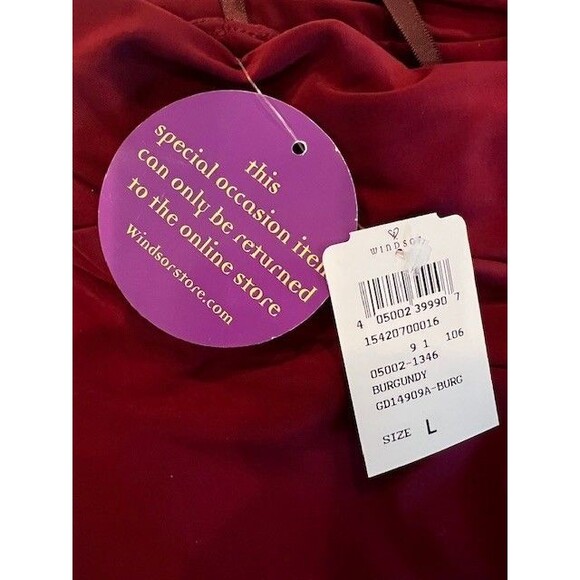 this
special occasion item
can only be returned
to the online store
Windsorstore.com
WINDSOR
4 05002 39990 7
15420700016
9 1 106
05002-1346
BURGUNDY
GD14909A-BURG
SIZE L